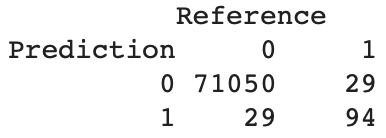 Reference
Prediction 0 1
0 71050 29
1 29 94